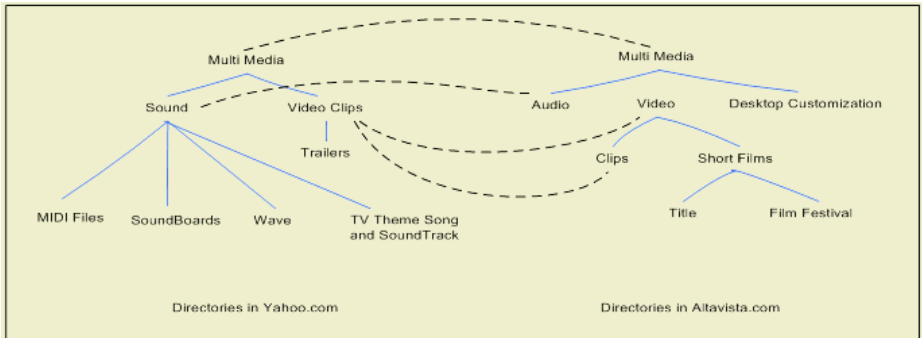 Multi Media
Sound
Video Clips
Trailers
MIDI Files
SoundBoards
Wave
TV Theme Song
and SoundTrack
Directories in Yahoo.com
Multi Media
Audio
Video
Desktop Customization
Clips
Short Films
Title
Film Festival
Directories in Altavista.com